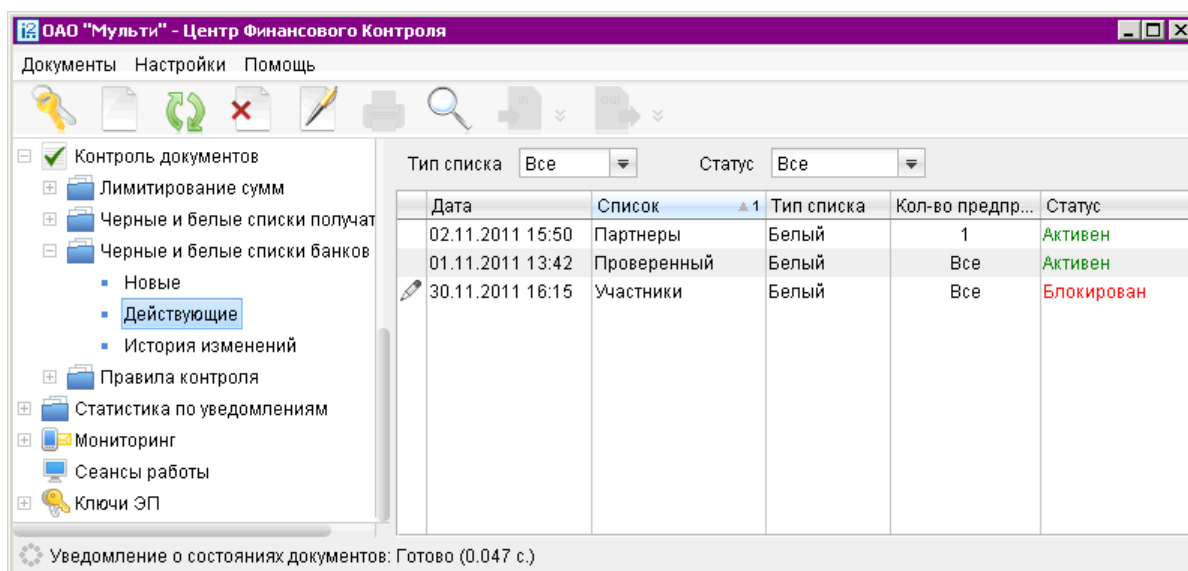 ОАО "Мульти" - Центр Финансового Контроля
Документы Настройки Помощь
in out
Контроль документов
Лимитирование сумм
Черные и белые списки получат
Черные и белые списки банков
Новые
Действующие
История изменений
Правила контроля
Статистика по уведомлениям
Мониторинг
Сеансы работы
Ключи ЭП
Тип списка Все Статус Все
Дата Список 1 Тип списка Кол-во предпр... Статус
02.11.2011 15:50 Партнеры Белый 1 Активен
01.11.2011 13:42 Проверенный Белый Все Активен
30.11.2011 16:15 Участники Белый Все Блокирован
Уведомление о состояниях документов: Готово (0.047 с.)